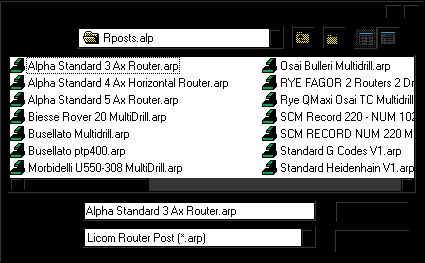 Rposts.alp
Alpha Standard 3 Ax Router.arp
Alpha Standard 4 Ax Horizontal Router.arp
Alpha Standard 5 Ax Router.arp
Biesse Rover 20 MultiDrill.arp
Busellato Multidrill.arp
Busellato ptp400.arp
Morbidelli U550-308 MultiDrill.arp
Osai Bulleri Multidrill.arp
RYE FAGOR 2 Routers 2 Dr
Rye QMaxi Osai TC Multidrill
SCM Record 220 - NUM 102
SCM RECORD NUM 220 M
Standard G Codes V1.arp
Standard Heidenhain V1.arp
Alpha Standard 3 Ax Router.arp
Licom Router Post (*.arp)